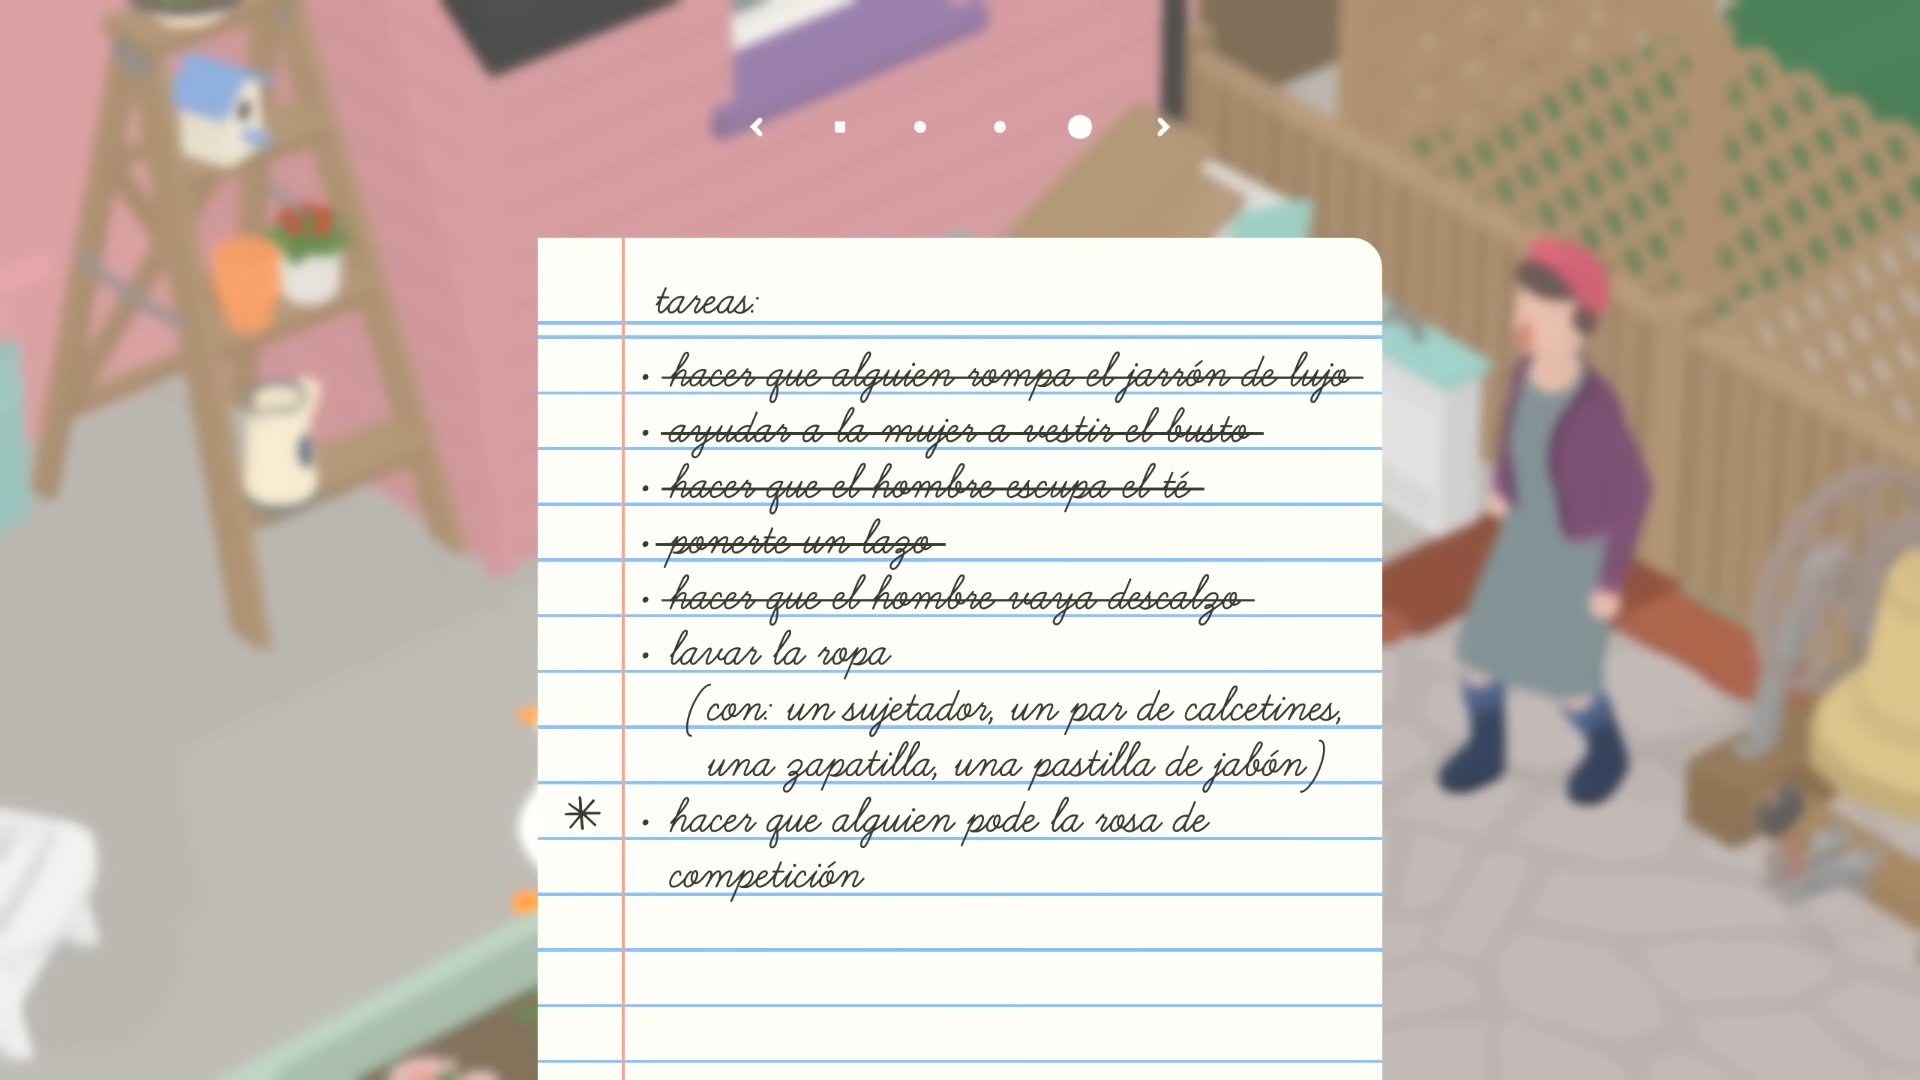 tareas:
• hacer que alguien rompa el jarrón de lujo
• ayudar a la mujer a vestir el busto
• hacer que el hombre escupa el té
• ponerte un lazo
• hacer que el hombre vaya descalzo
• lavar la ropa
(con: un sujetador, un par de calcetines,
una zapatilla, una pastilla de jabón)
* • hacer que alguien pode la rosa de
competición